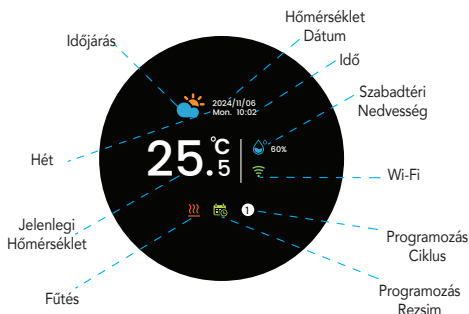 Hőmérséklet
Dátum
Időjárás
Idő
2024/11/06
Mon. 10:02
Szabadtéri
Nedvesség
Hét
25.5
°C
60%
Wi-Fi
Jelenlegi
Hőmérséklet
1
Programozás
Ciklus
Fűtés
Programozás
Rezsim